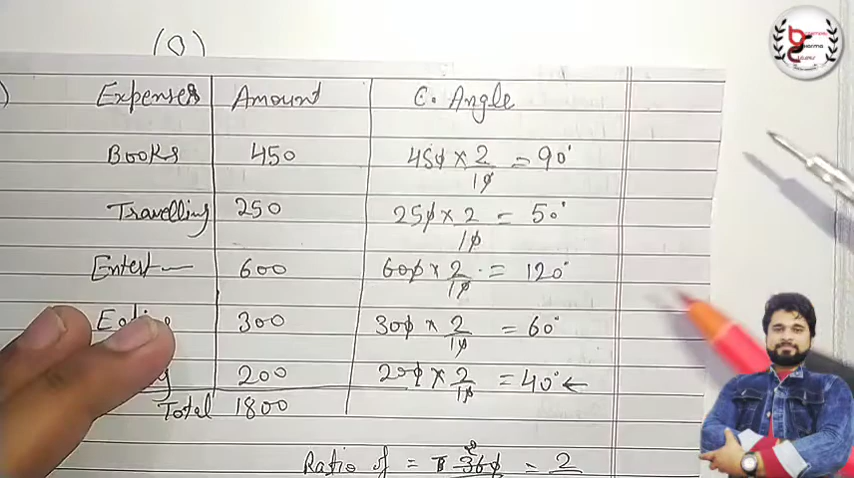 (0)
)
Expenses Amount C. Angle
Books 450 450 × 2/10 = 90°
Travelling 250 250 × 2/10 = 50°
Entert — 600 600 × 2/10 = 120°
300 300 × 2/10 = 60°
200 200 × 2/10 = 40° ←
Total 1800
Ratio of = 360 = 2